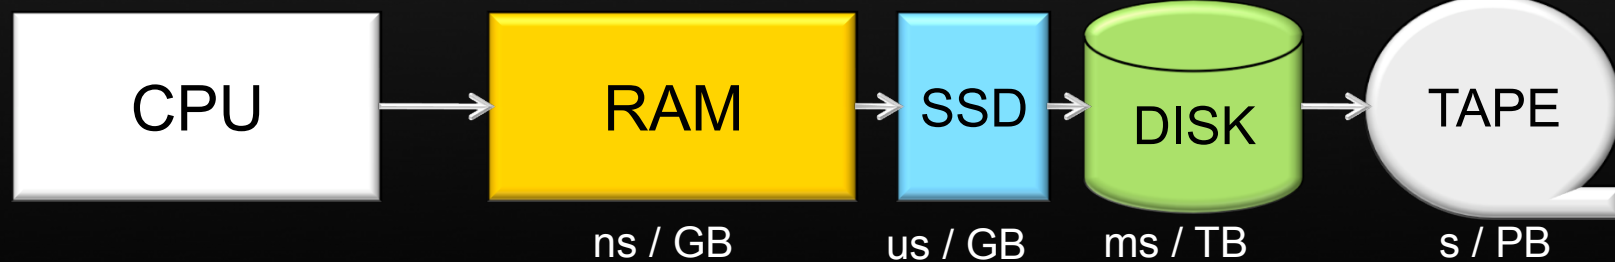 CPU
RAM
SSD
DISK
TAPE
ns / GB
us / GB
ms / TB
s / PB